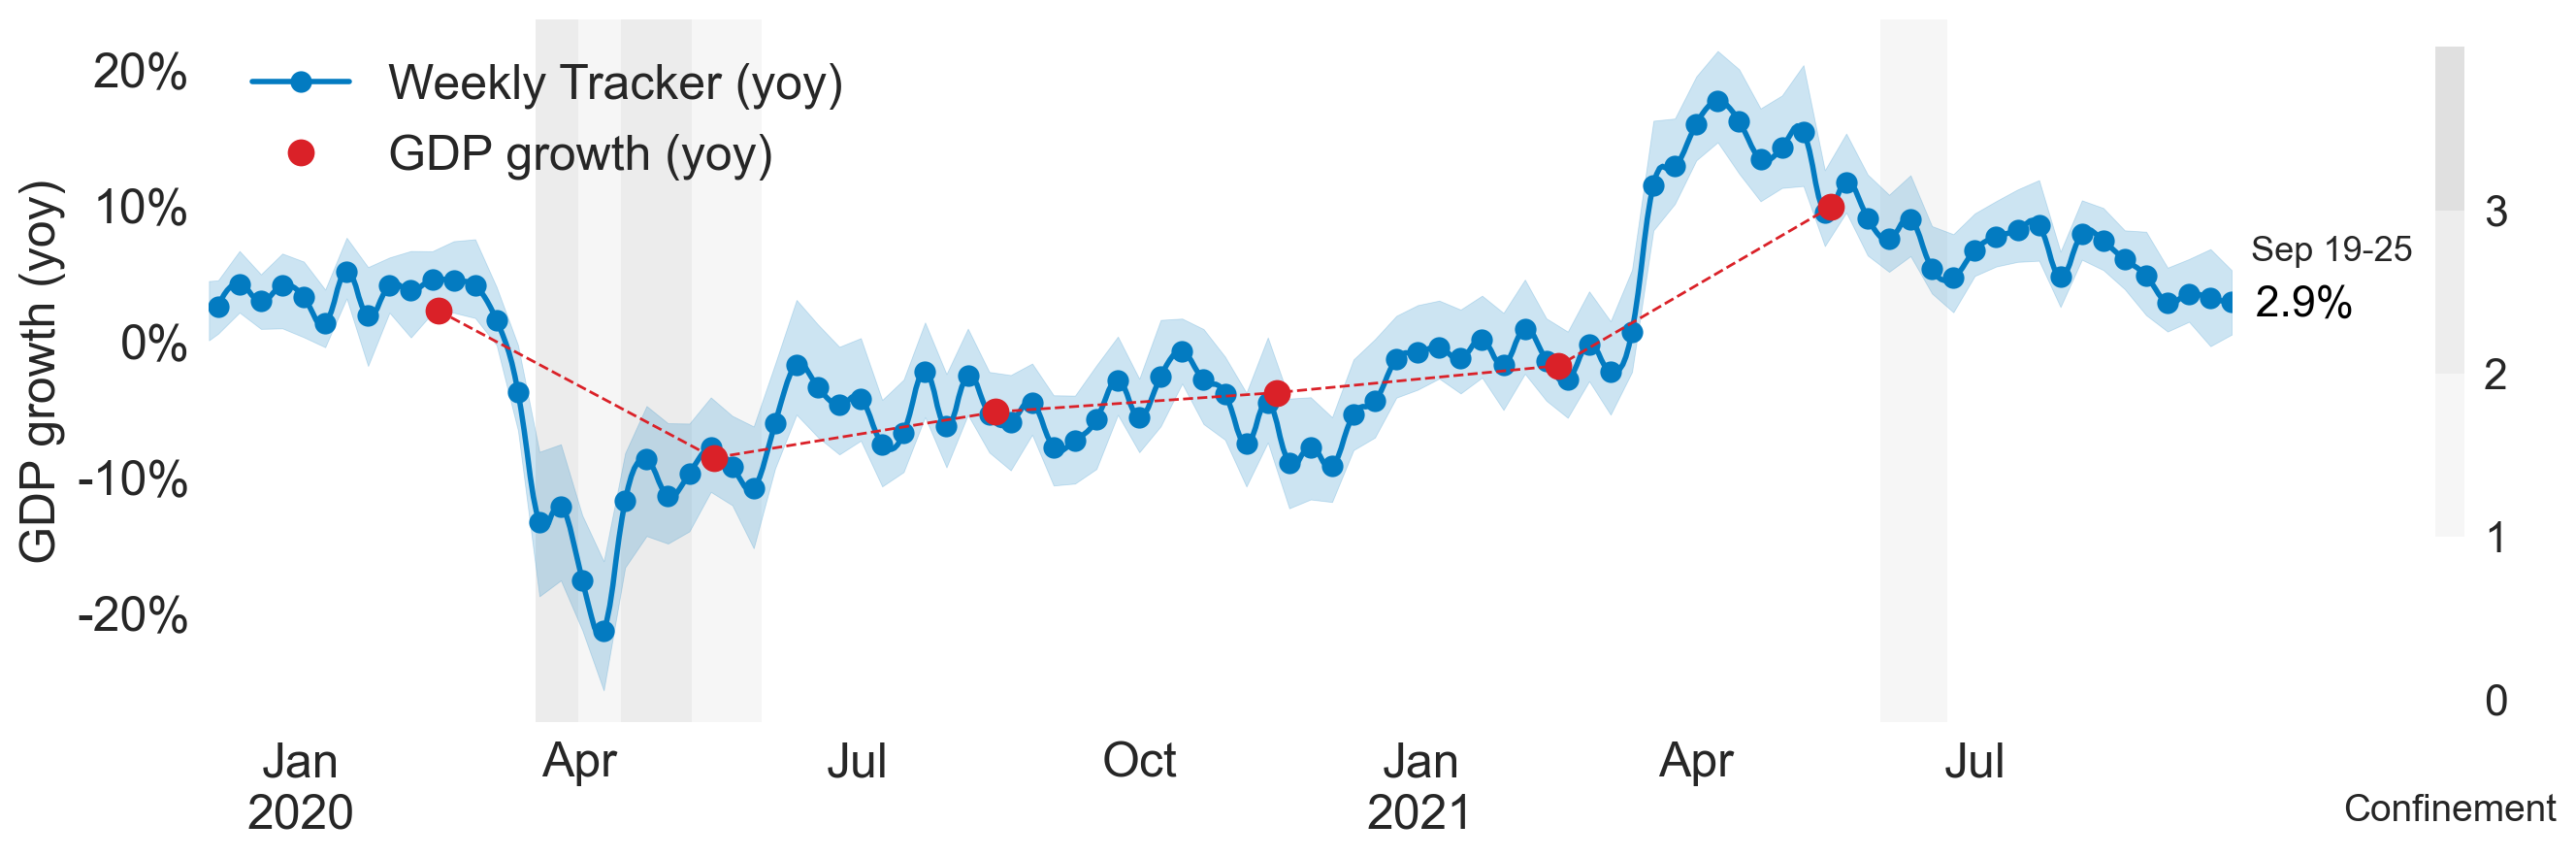 Weekly Tracker (yoy)
GDP growth (yoy)
GDP growth (yoy)
20%
10%
0%
-10%
-20%
Jan
2020
Apr
Jul
Oct
Jan
2021
Apr
Jul
Sep 19-25
2.9%
3
2
1
0
Confinement